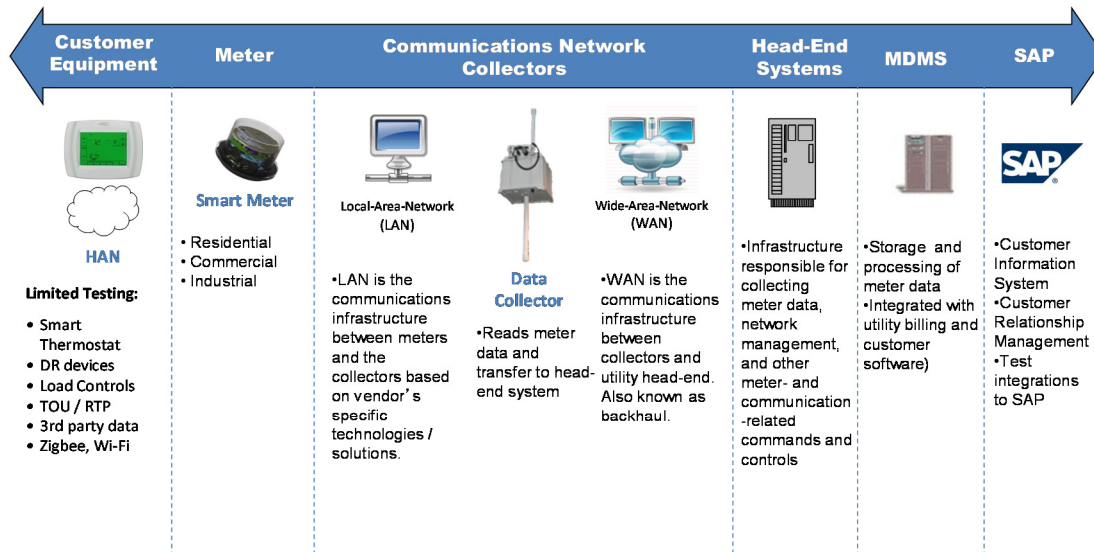 Customer
Equipment
Meter
Communications Network
Collectors
Head-End
Systems
MDMS
SAP
HAN
Limited Testing:
• Smart
Thermostat
• DR devices
• Load Controls
• TOU / RTP
• 3rd party data
• Zigbee, Wi-Fi
Smart Meter
• Residential
• Commercial
• Industrial
Local-Area-Network
(LAN)
•LAN is the
communications
infrastructure
between meters
and the
collectors based
on vendor’s
specific
technologies /
solutions.
Data
Collector
•Reads meter
data and
transfer to head-
end system
Wide-Area-Network
(WAN)
•WAN is the
communications
infrastructure
between
collectors and
utility head-end.
Also known as
backhaul.
•Infrastructure
responsible for
collecting
meter data,
network
management,
and other
meter- and
communication
-related
commands and
controls
•Storage and
processing of
meter data
•Integrated with
utility billing and
customer
software)
SAP®
•Customer
Information
System
•Customer
Relationship
Management
•Test
integrations
to SAP